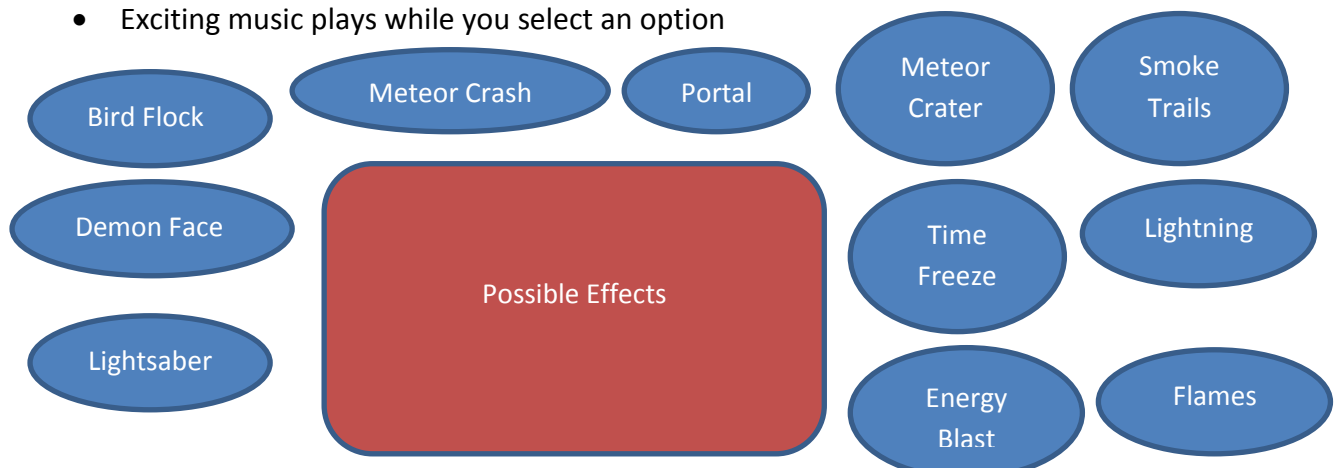 • Exciting music plays while you select an option
Bird Flock
Meteor Crash
Portal
Meteor
Crater
Smoke
Trails
Demon Face
Possible Effects
Time
Freeze
Lightning
Lightsaber
Energy
Blast
Flames